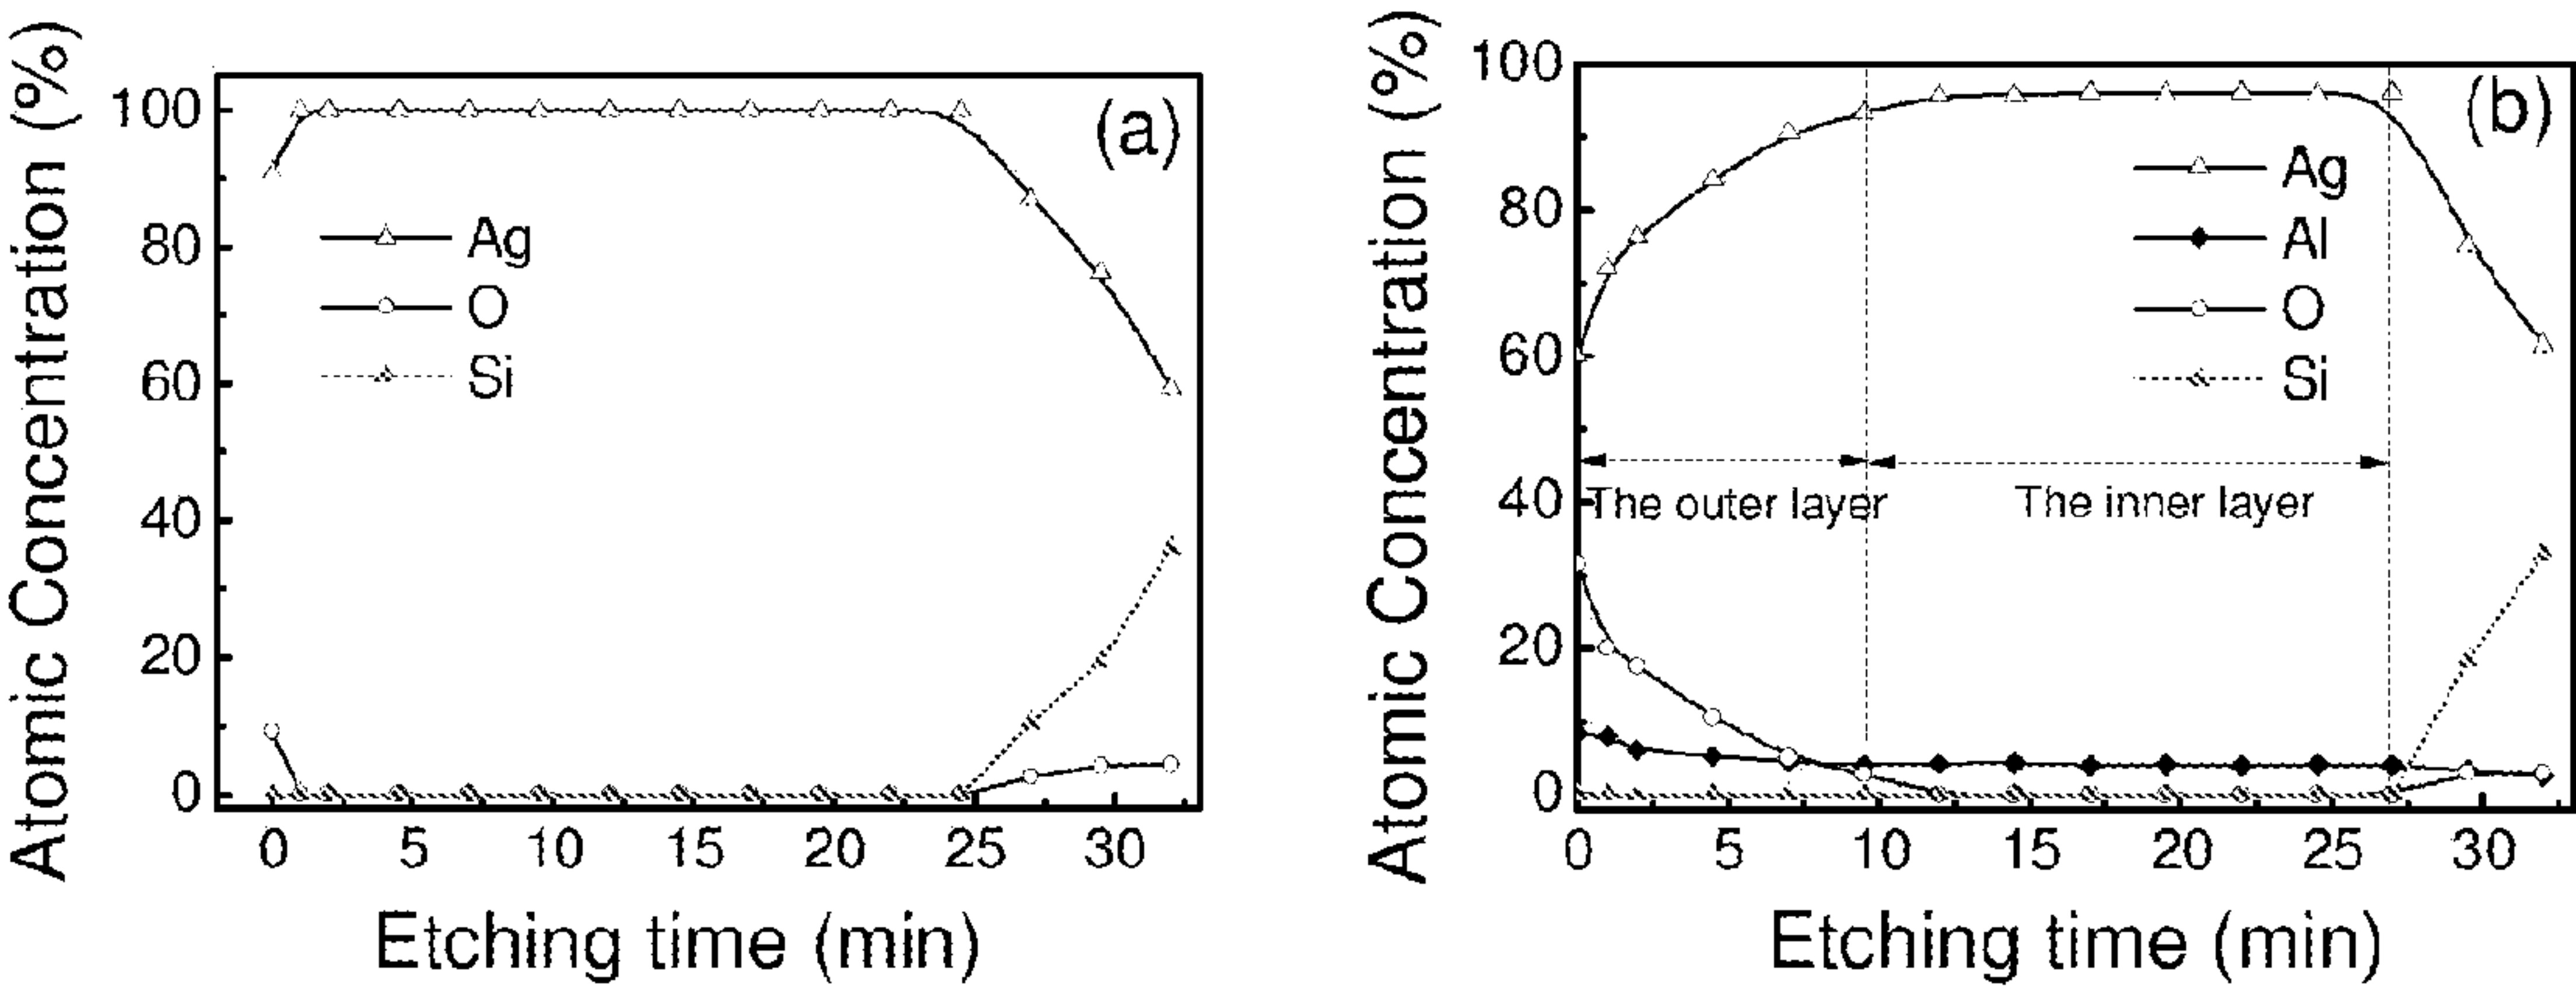 Atomic Concentration (%)
100
80
60
40
20
0
(a)
Ag
O
Si
0 5 10 15 20 25 30
Etching time (min)
Atomic Concentration (%)
100
80
60
40
20
0
(b)
Ag
Al
O
Si
The outer layer
The inner layer
0 5 10 15 20 25 30
Etching time (min)